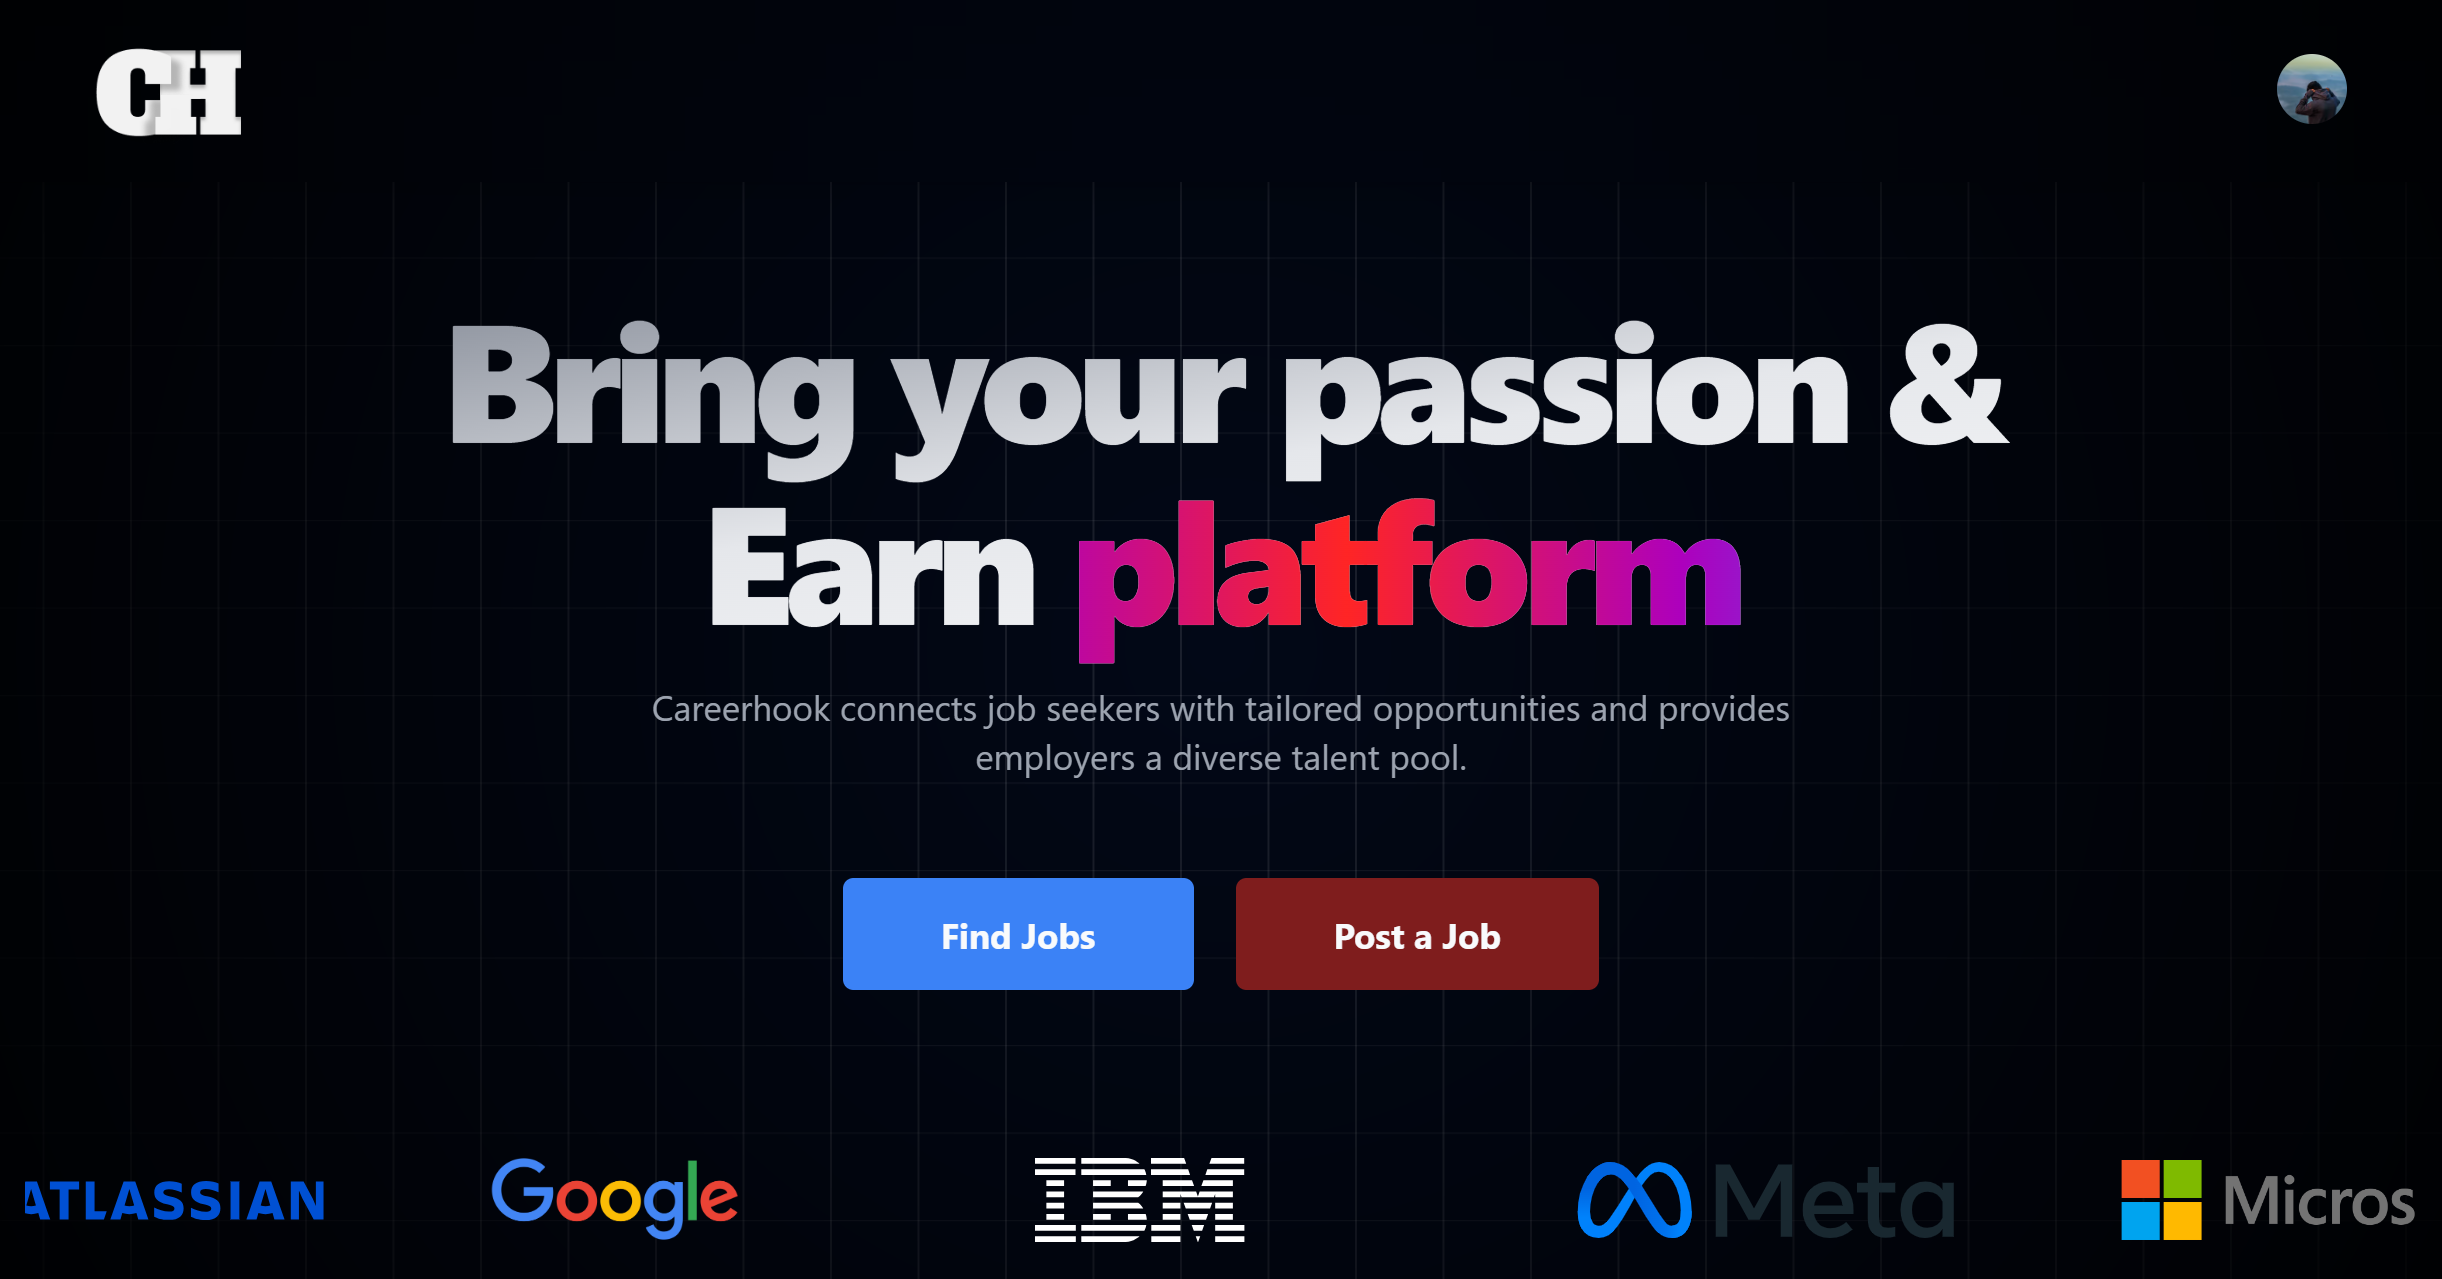 CH
Bring your passion &
Earn platform
Careerhook connects job seekers with tailored opportunities and provides
employers a diverse talent pool.
Find Jobs
Post a Job
ATLASSIAN
Google
IBM
Meta
Micros